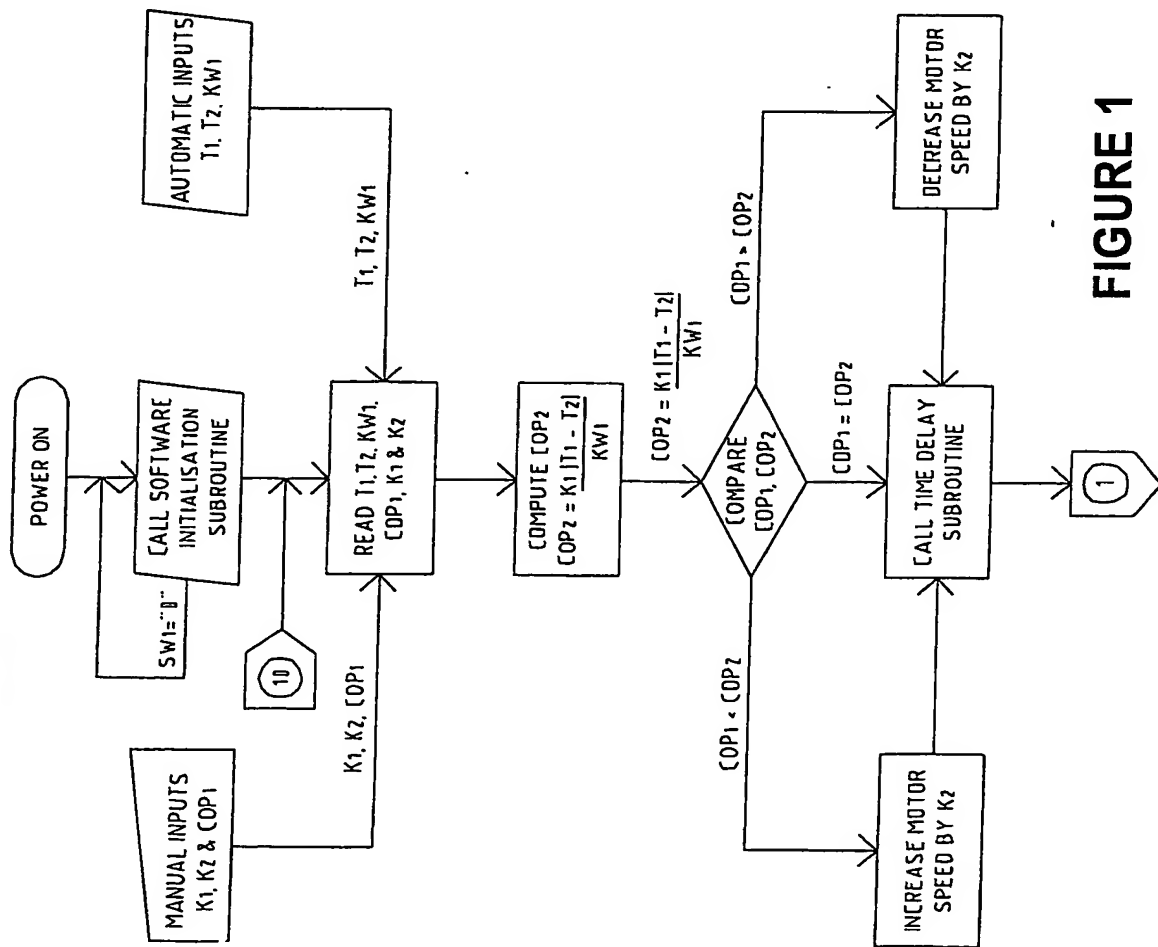 POWER ON
SW1="0"
CALL SOFTWARE
INITIALISATION
SUBROUTINE
MANUAL INPUTS
K1, K2 & COP1
AUTOMATIC INPUTS
T1, T2, KW1
10
K1, K2, COP1
READ T1,T2, KW1,
COP1, K1 & K2
T1, T2, KW1
COMPUTE COP2
COP2 = K1 |T1 - T2|
KW1
COP2 = K1 |T1 - T2|
KW1
COMPARE
COP1, COP2
COP1 < COP2
COP1 = COP2
COP1 > COP2
INCREASE MOTOR
SPEED BY K2
CALL TIME DELAY
SUBROUTINE
DECREASE MOTOR
SPEED BY K2
1
FIGURE 1